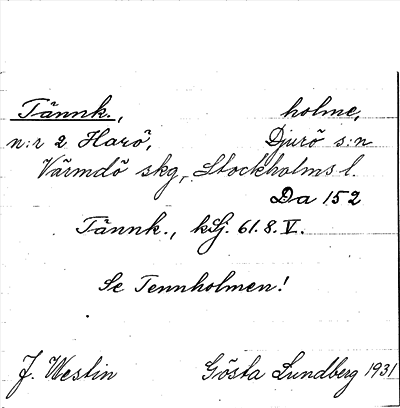 Tännk., holme,
n:r 2 Harö, Djurö s:n
Värmdö skg, Stockholms l.
Da 152
Tännk., kSj. 61.8.V.
Se Tennholmen!
J. Westin Gösta Lundberg 1931